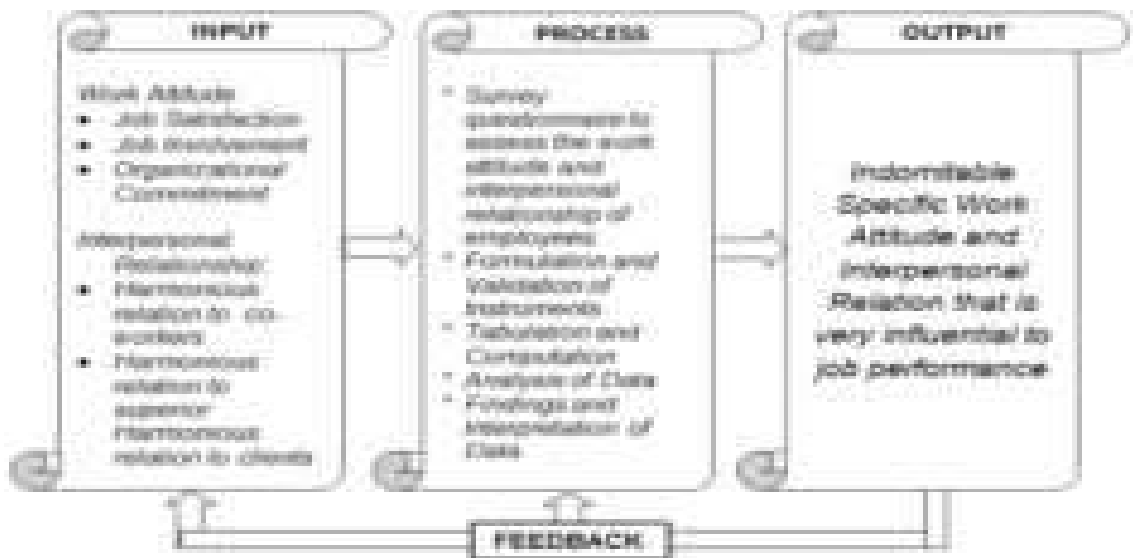 INPUT
Work Attitude
Job Satisfaction
Job Involvement
Organizational
Commitment
Interpersonal
Relationship
Harmonious
relation to co-
workers
Harmonious
relation to
superior
Harmonious
relation to clients
PROCESS
Survey
questionnaire to
assess the work
attitude and
interpersonal
relationship of
employees
Formulation and
Validation of
Instruments
Tabulation and
Computation
Analysis of Data
Findings and
Interpretation of
Data
OUTPUT
Indomitable
Specific Work
Attitude and
Interpersonal
Relation that is
very influential to
job performance
FEEDBACK